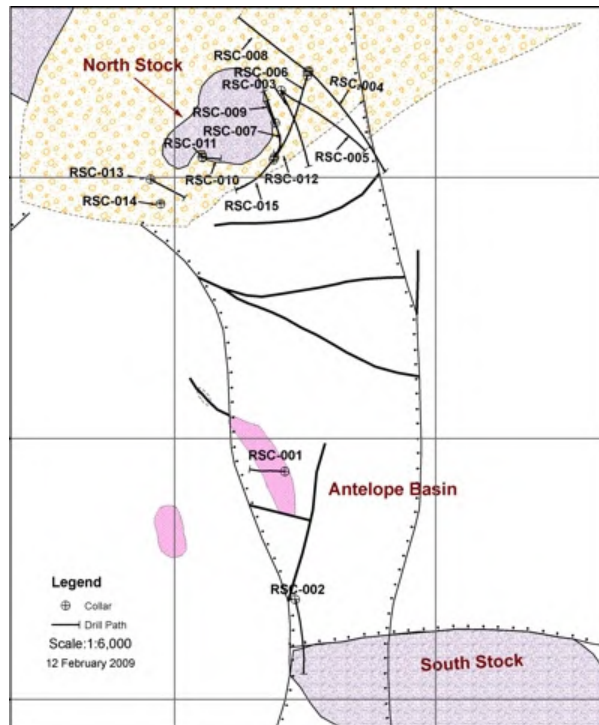 RSC-008
North Stock
RSC-006
RSC-003
RSC-004
RSC-009
RSC-007
RSC-011
RSC-005
RSC-013
RSC-010
RSC-012
RSC-014
RSC-015
RSC-001
Antelope Basin
Legend
Collar
Drill Path
Scale:1:6,000
12 February 2009
RSC-002
South Stock